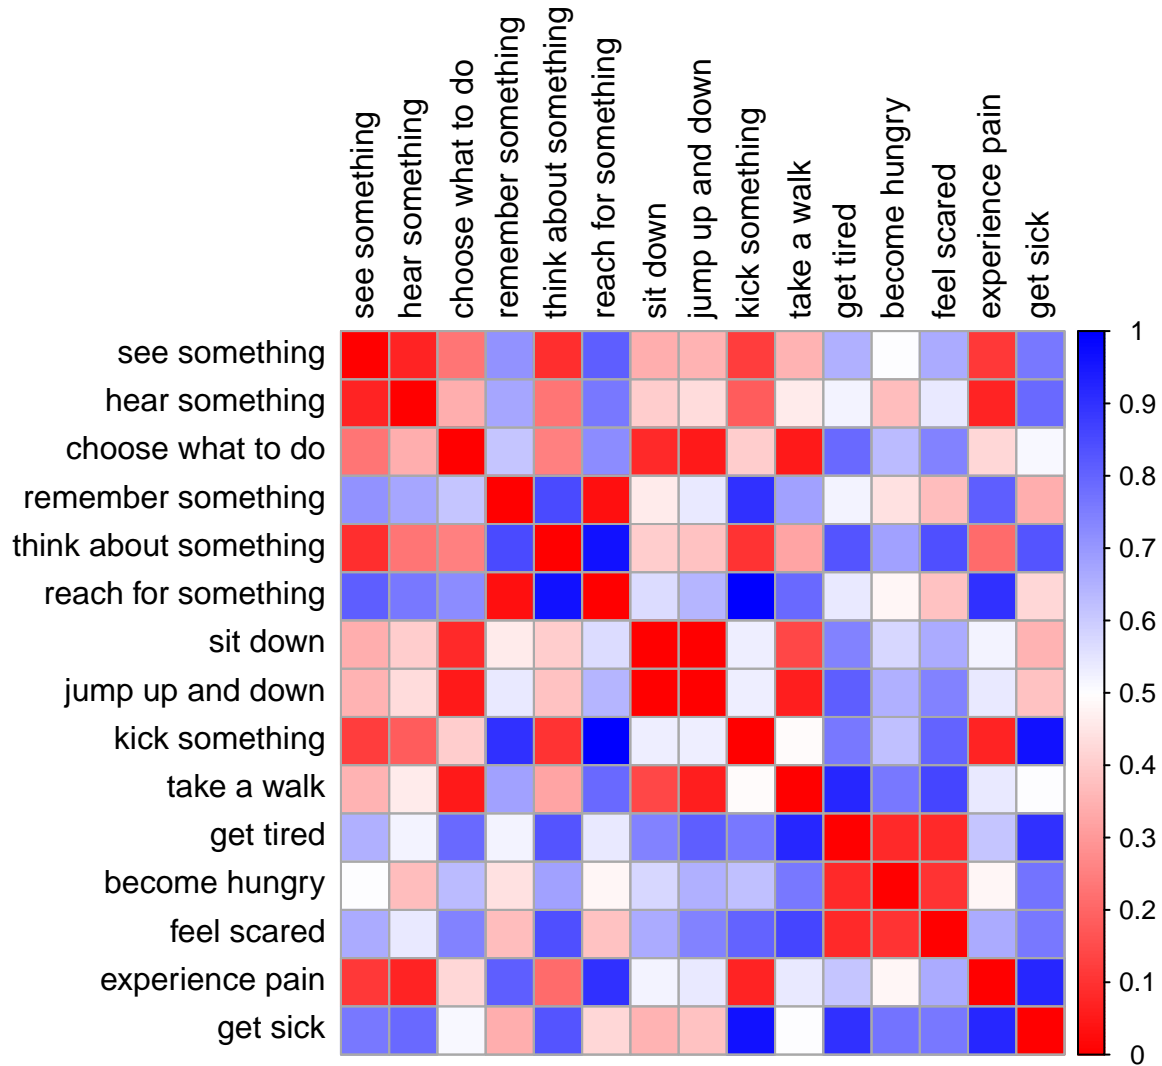 see something
hear something
choose what to do
remember something
think about something
reach for something
sit down
jump up and down
kick something
take a walk
get tired
become hungry
feel scared
experience pain
get sick
see something
hear something
choose what to do
remember something
think about something
reach for something
sit down
jump up and down
kick something
take a walk
get tired
become hungry
feel scared
experience pain
get sick
1
0.9
0.8
0.7
0.6
0.5
0.4
0.3
0.2
0.1
0